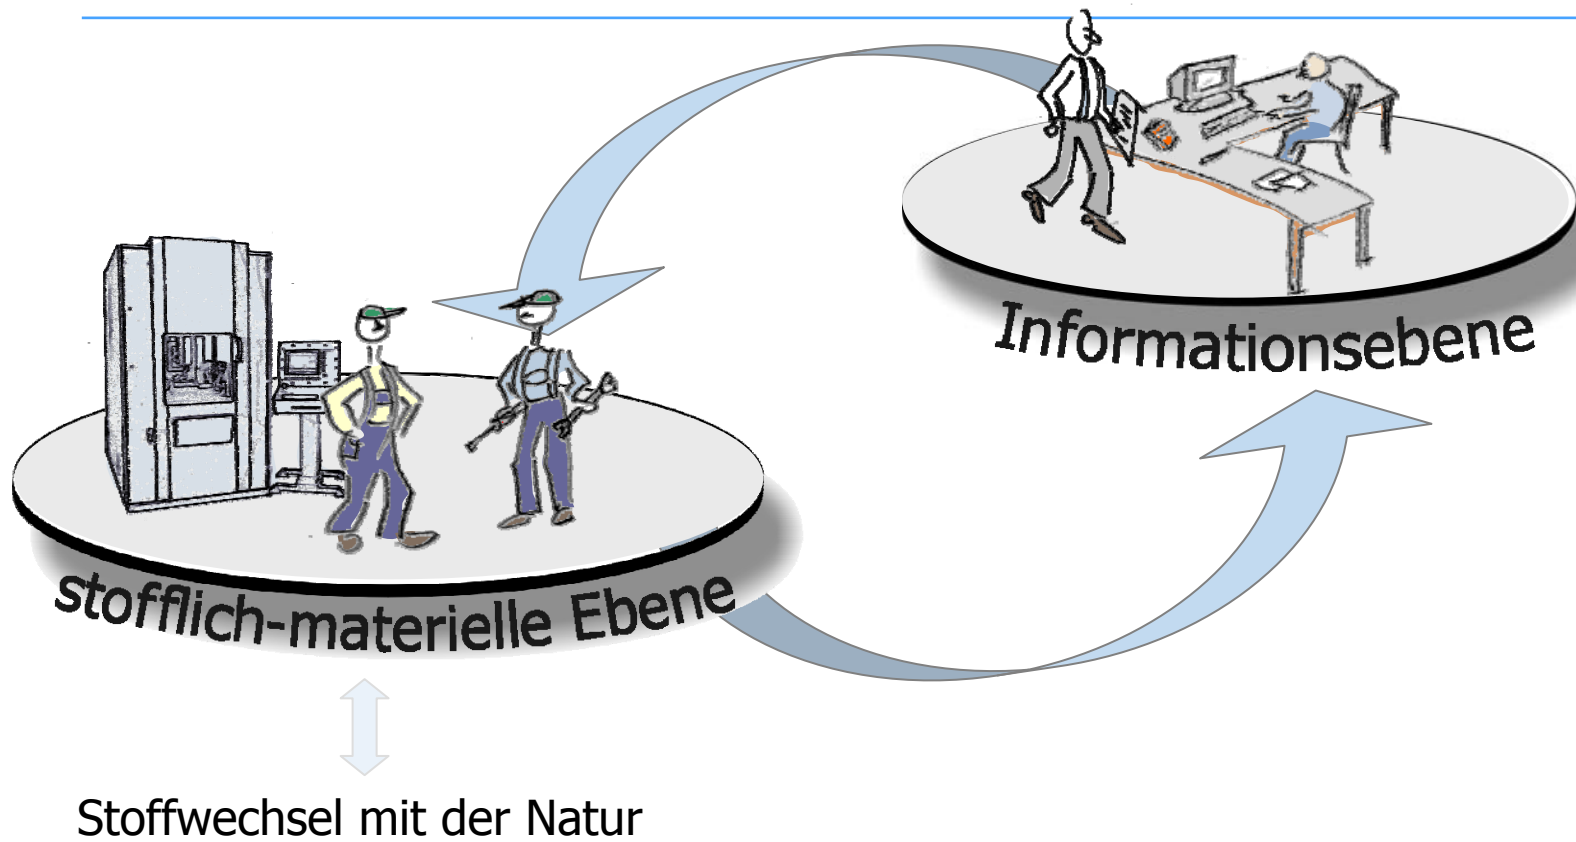 Informationsebene
stofflich-materielle Ebene
Stoffwechsel mit der Natur